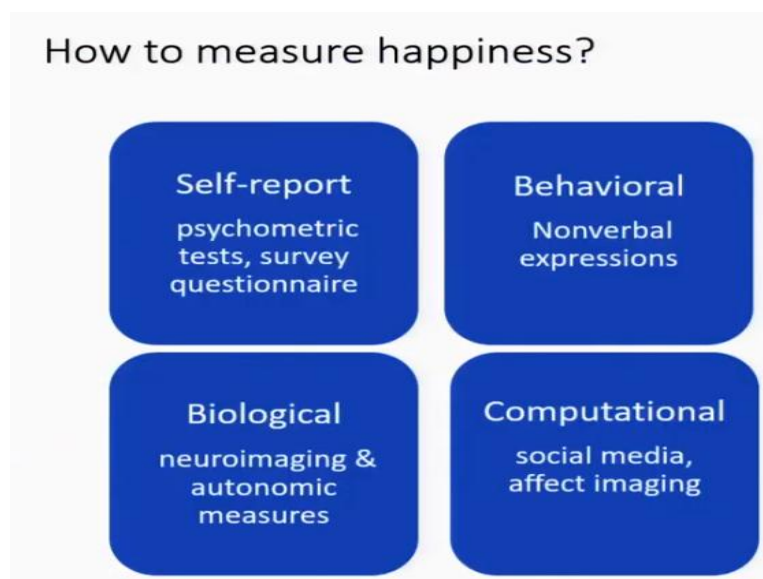 How to measure happiness?
Self-report
psychometric
tests, survey
questionnaire
Behavioral
Nonverbal
expressions
Biological
neuroimaging &
autonomic
measures
Computational
social media,
affect imaging